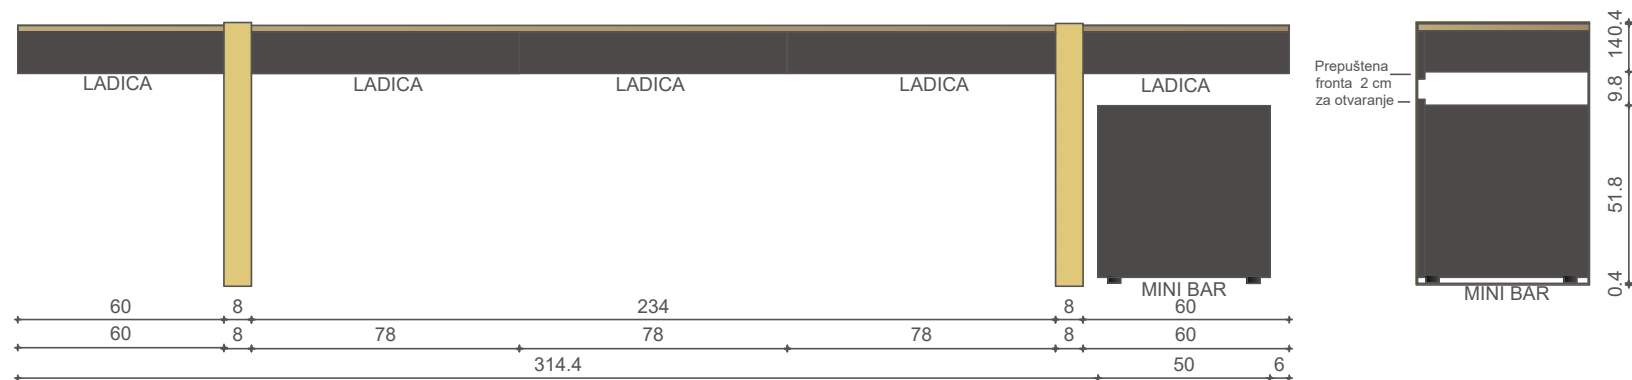 LADICA
LADICA
LADICA
LADICA
LADICA
MINI BAR
60 8 234 8 60
60 8 78 78 78 8 60
314.4 50 6
Prepuštena
fronta 2 cm
za otvaranje
MINI BAR
0.4
14
9.8
51.8
0.4